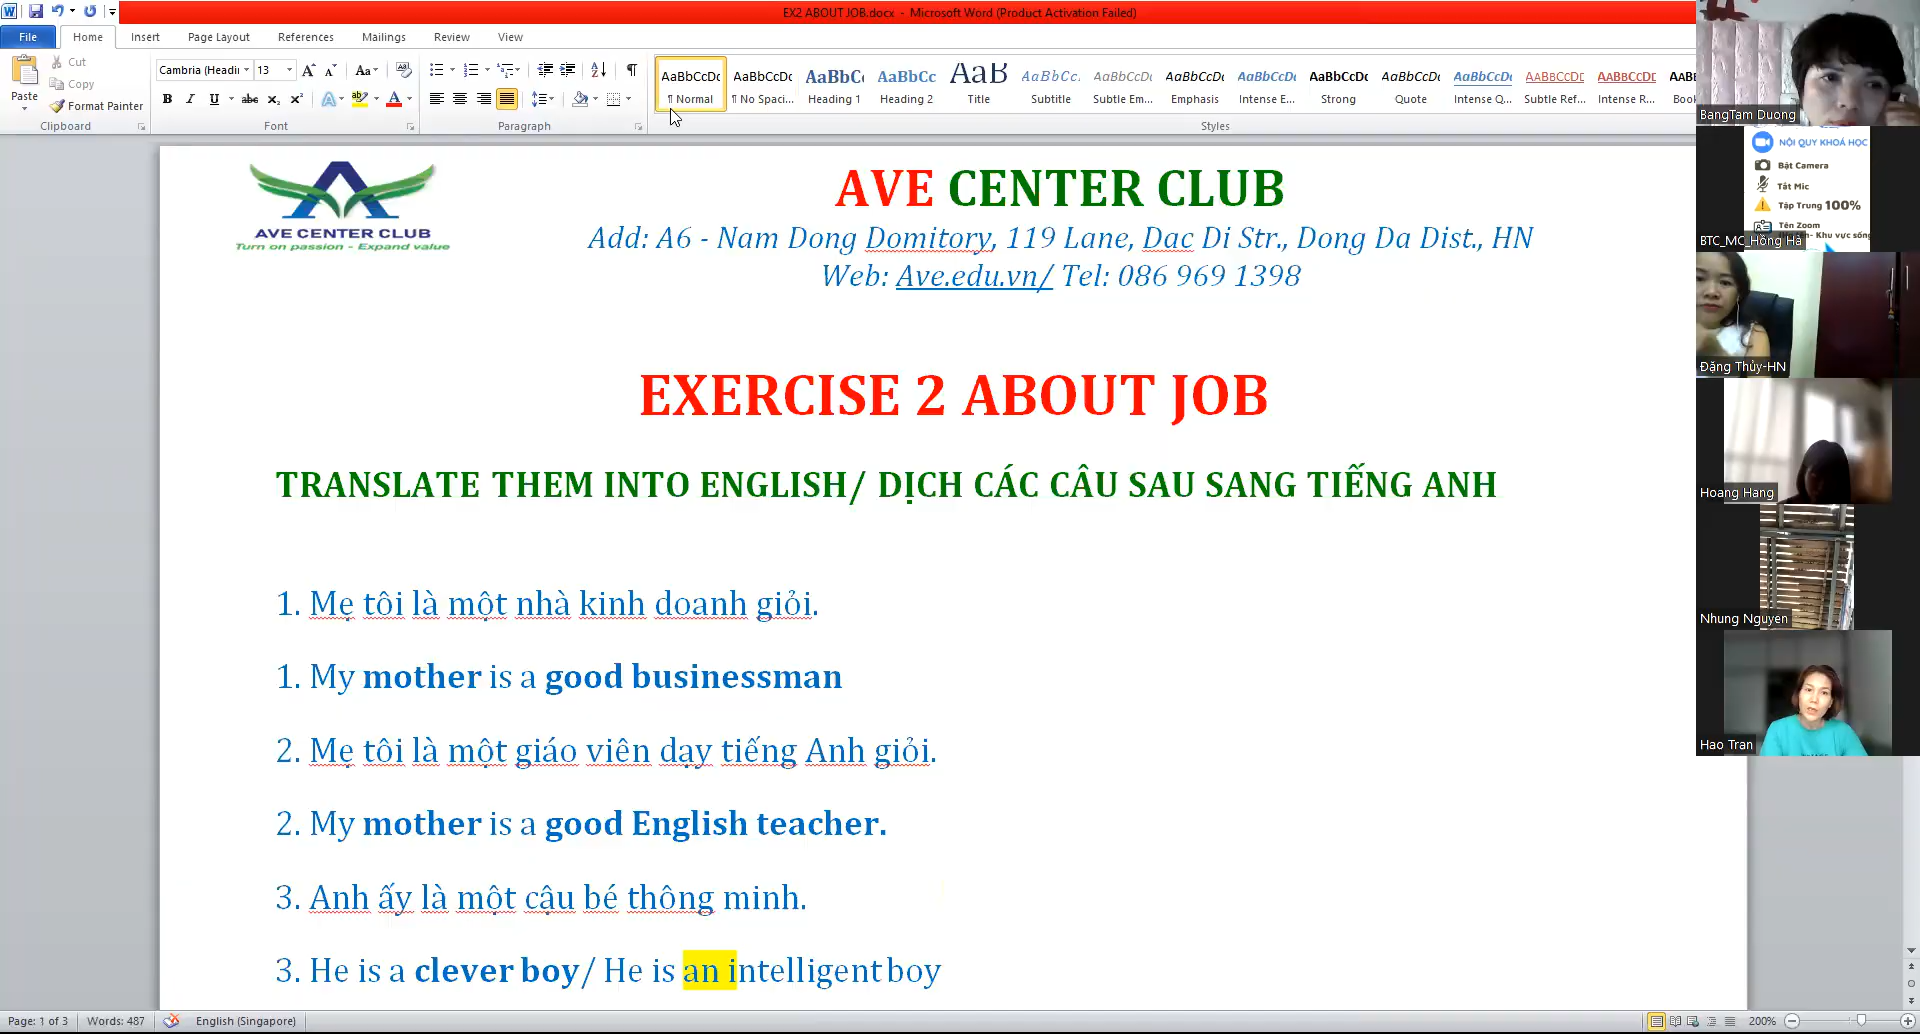 EX2 ABOUT JOB.docx - Microsoft Word (Product Activation Failed)
File Home Insert Page Layout References Mailings Review View
Paste
Cut
Copy
Format Painter
Clipboard
Cambria (Headi 13
Font
Paragraph
AaBbCcDc AaBbCcDc AaBbC AaBbCc AaB AaBbCc. AaBbCcDc AaBbCcDc AaBbCcDc AaBbCcDc AaBbCcDc AaBbCcDc AABBCCDE AABBCCDE AABB
¶ Normal ¶ No Spaci... Heading 1 Heading 2 Title Subtitle Subtle Em... Emphasis Intense E... Strong Quote Intense Q... Subtle Ref... Intense R... Book
Styles
AVE CENTER CLUB
Turn on passion - Expand value
AVE CENTER CLUB
Add: A6 - Nam Dong Domitory, 119 Lane, Dac Di Str., Dong Da Dist., HN
Web: Ave.edu.vn/ Tel: 086 969 1398
EXERCISE 2 ABOUT JOB
TRANSLATE THEM INTO ENGLISH/ DỊCH CÁC CÂU SAU SANG TIẾNG ANH
1. Mẹ tôi là một nhà kinh doanh giỏi.
1. My mother is a good businessman
2. Mẹ tôi là một giáo viên dạy tiếng Anh giỏi.
2. My mother is a good English teacher.
3. Anh ấy là một cậu bé thông minh.
3. He is a clever boy/ He is an intelligent boy
BangTam Duong
NỘI QUY KHOÁ HỌC
Bật Camera
Tắt Mic
Tập Trung 100%
Tên Zoom
Khu vực sống
BTC_MC_Hồng Hà
Đặng Thủy-HN
Hoang Hang
Nhung Nguyen
Hao Tran
Page: 1 of 3 Words: 487 English (Singapore) 200%